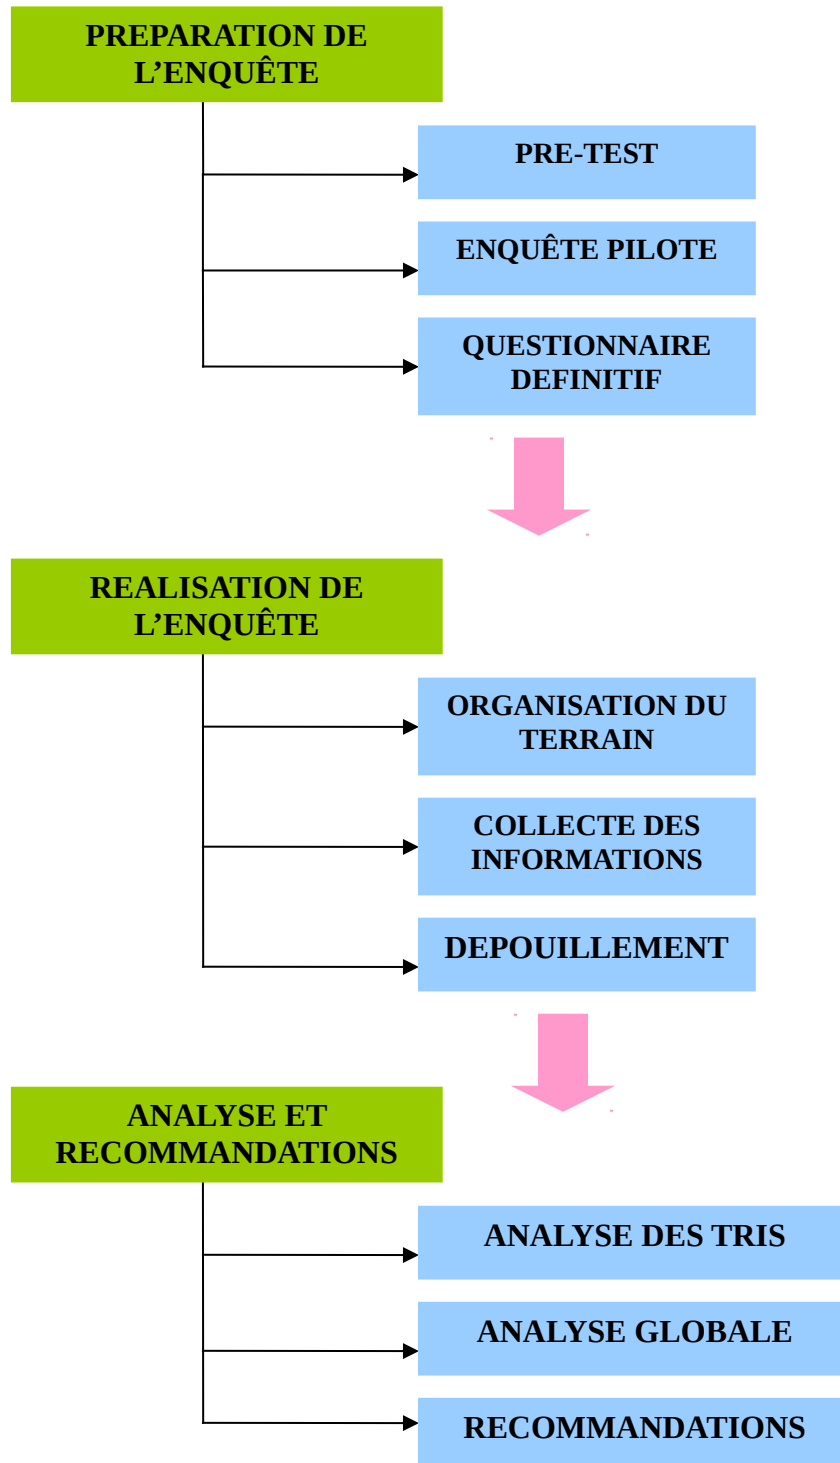 PREPARATION DE
L’ENQUÊTE
PRE-TEST
ENQUÊTE PILOTE
QUESTIONNAIRE
DEFINITIF
REALISATION DE
L’ENQUÊTE
ORGANISATION DU
TERRAIN
COLLECTE DES
INFORMATIONS
DEPOUILLEMENT
ANALYSE ET
RECOMMANDATIONS
ANALYSE DES TRIS
ANALYSE GLOBALE
RECOMMANDATIONS